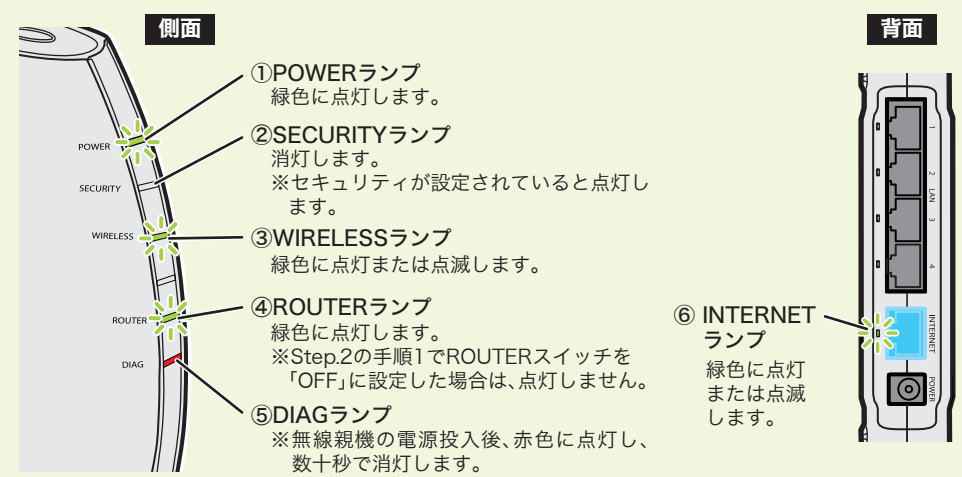 側面
背面
①POWERランプ
緑色に点灯します。
②SECURITYランプ
消灯します。
※セキュリティが設定されていると点灯し
ます。
③WIRELESSランプ
緑色に点灯または点滅します。
④ROUTERランプ
緑色に点灯します。
※Step.2の手順1でROUTERスイッチを
「OFF」に設定した場合は、点灯しません。
⑤DIAGランプ
※無線親機の電源投入後、赤色に点灯し、
数十秒で消灯します。
POWER
SECURITY
WIRELESS
ROUTER
DIAG
⑥ INTERNET
ランプ
緑色に点灯
または点滅
します。
1
2
LAN
3
4
INTERNET
POWER